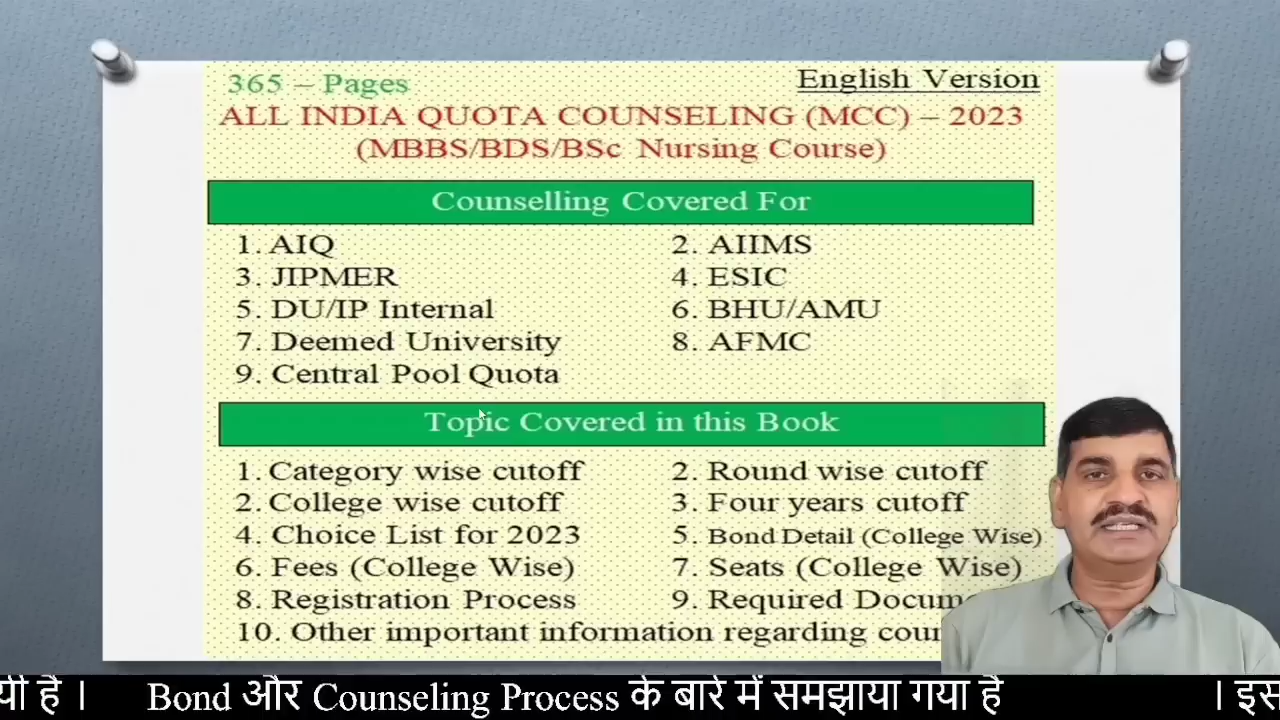 365 – Pages English Version
ALL INDIA QUOTA COUNSELING (MCC) – 2023
(MBBS/BDS/BSc Nursing Course)
Counselling Covered For
1. AIQ 2. AIIMS
3. JIPMER 4. ESIC
5. DU/IP Internal 6. BHU/AMU
7. Deemed University 8. AFMC
9. Central Pool Quota
Topic Covered in this Book
1. Category wise cutoff 2. Round wise cutoff
2. College wise cutoff 3. Four years cutoff
4. Choice List for 2023 5. Bond Detail (College Wise)
6. Fees (College Wise) 7. Seats (College Wise)
8. Registration Process 9. Required
10. Other important information regarding
है। Bond और Counseling Process के बारे में समझाया गया है । इस